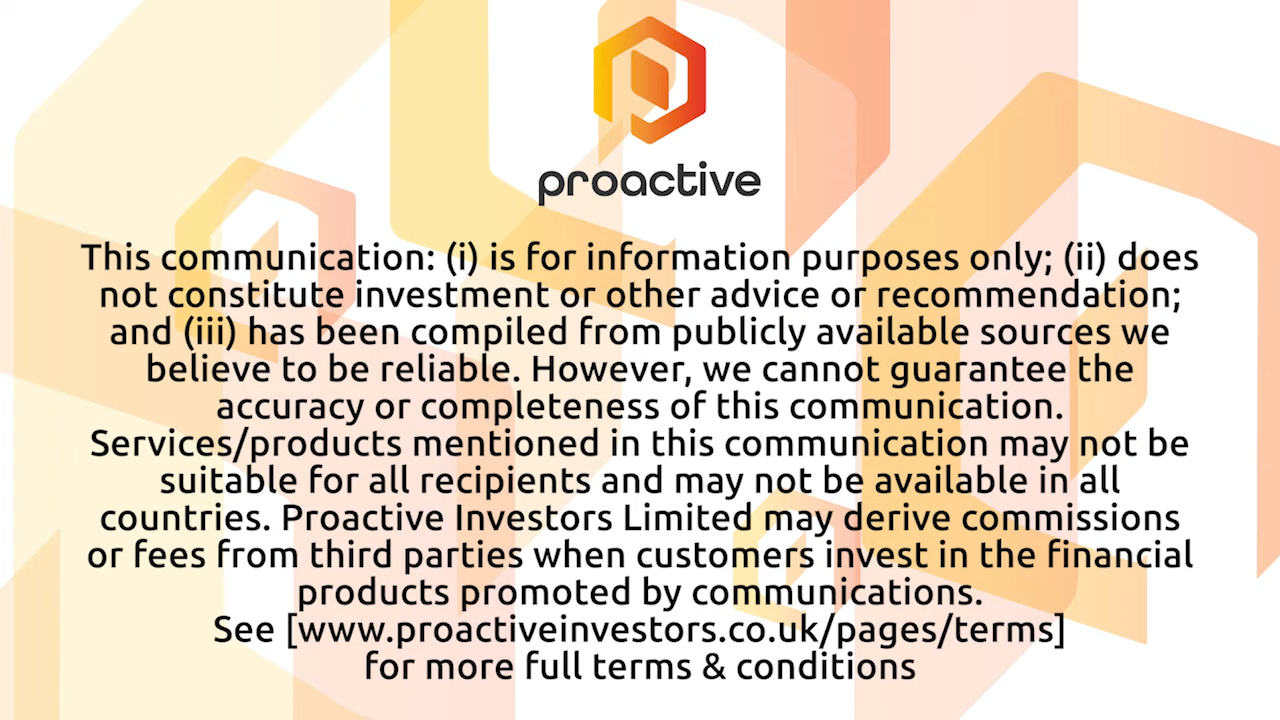 proactive
This communication: (i) is for information purposes only; (ii) does
not constitute investment or other advice or recommendation;
and (iii) has been compiled from publicly available sources we
believe to be reliable. However, we cannot guarantee the
accuracy or completeness of this communication.
Services/products mentioned in this communication may not be
suitable for all recipients and may not be available in all
countries. Proactive Investors Limited may derive commissions
or fees from third parties when customers invest in the financial
products promoted by communications.
See [www.proactiveinvestors.co.uk/pages/terms]
for more full terms & conditions